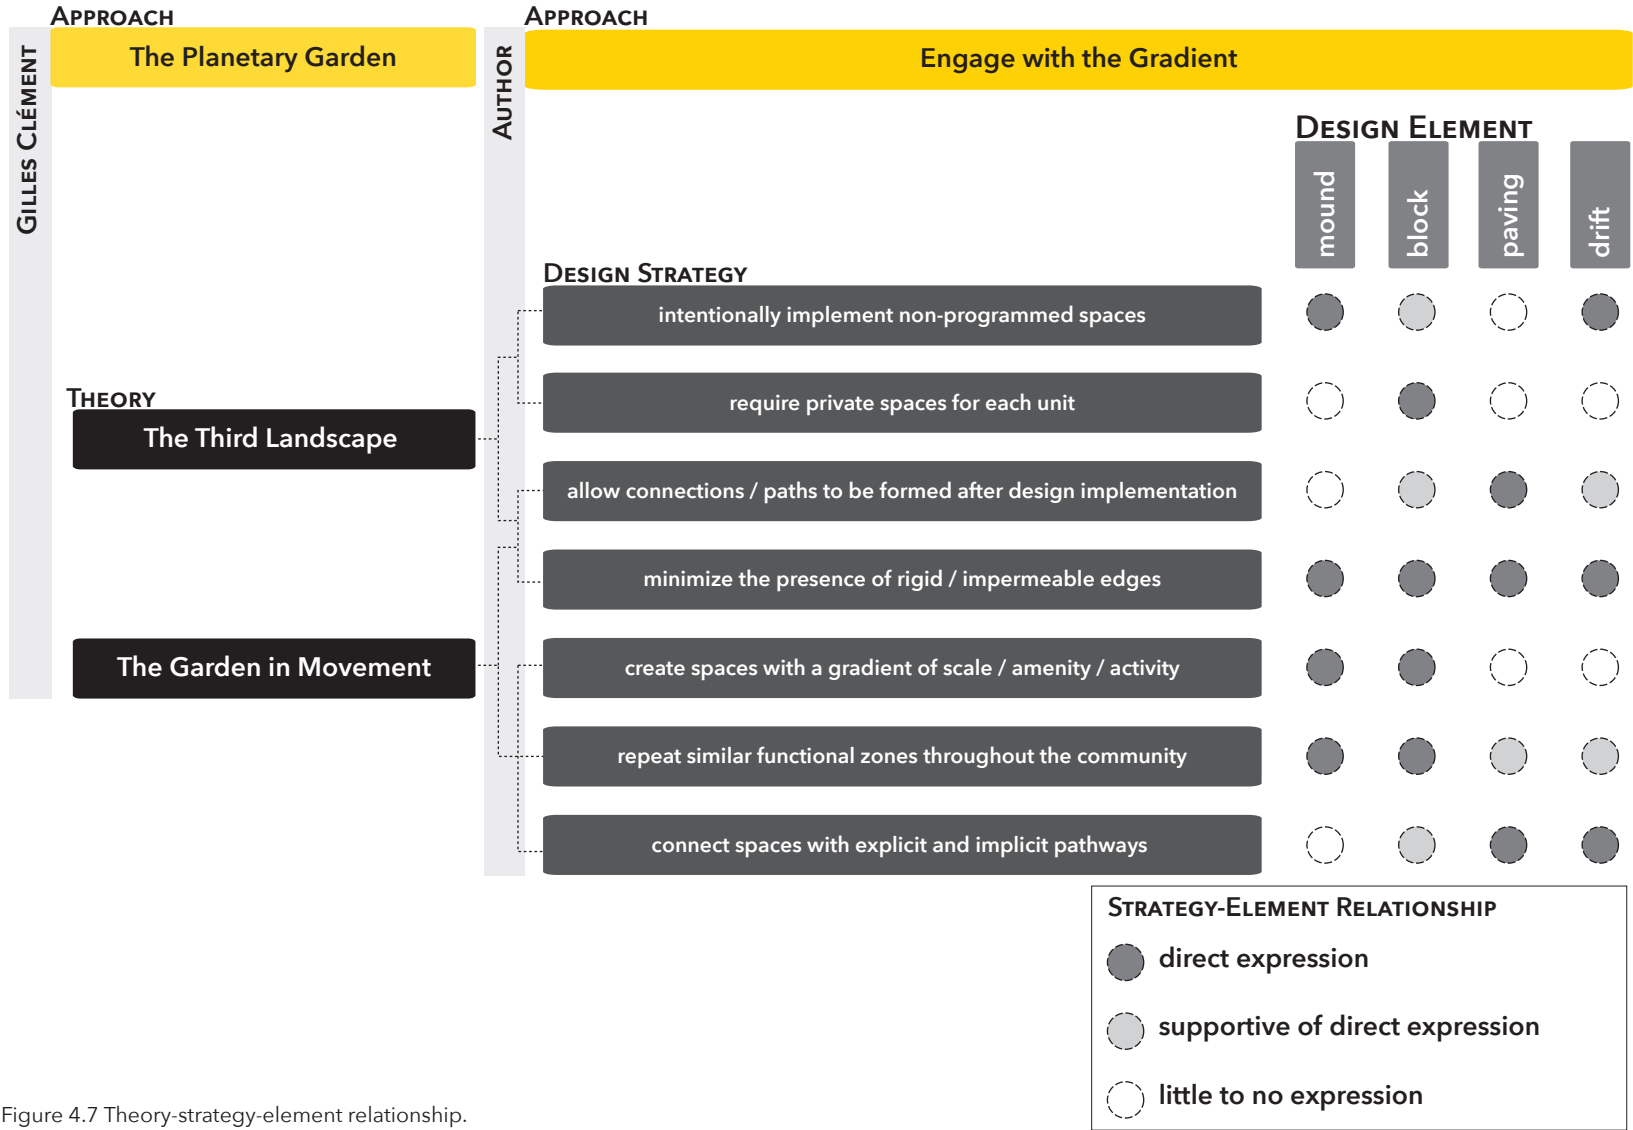 APPROACH
The Planetary Garden
GILLES CLÉMENT
APPROACH
Engage with the Gradient
AUTHOR
DESIGN ELEMENT
mound
block
paving
drift
DESIGN STRATEGY
intentionally implement non-programmed spaces
require private spaces for each unit
THEORY
The Third Landscape
allow connections / paths to be formed after design implementation
minimize the presence of rigid / impermeable edges
The Garden in Movement
create spaces with a gradient of scale / amenity / activity
repeat similar functional zones throughout the community
connect spaces with explicit and implicit pathways
STRATEGY-ELEMENT RELATIONSHIP
direct expression
supportive of direct expression
little to no expression
Figure 4.7 Theory-strategy-element relationship.